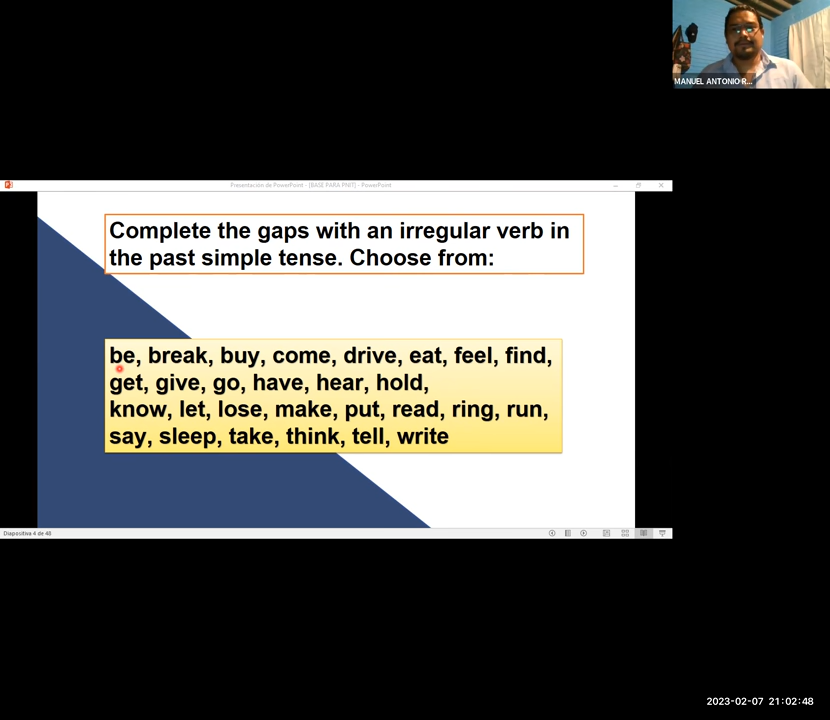 MANUEL ANTONIO R...
Presentación de PowerPoint - [BASE PARA PNIT] - PowerPoint
Complete the gaps with an irregular verb in
the past simple tense. Choose from:
be, break, buy, come, drive, eat, feel, find,
get, give, go, have, hear, hold,
know, let, lose, make, put, read, ring, run,
say, sleep, take, think, tell, write
Diapositiva 4 de 48
2023-02-07 21:02:48